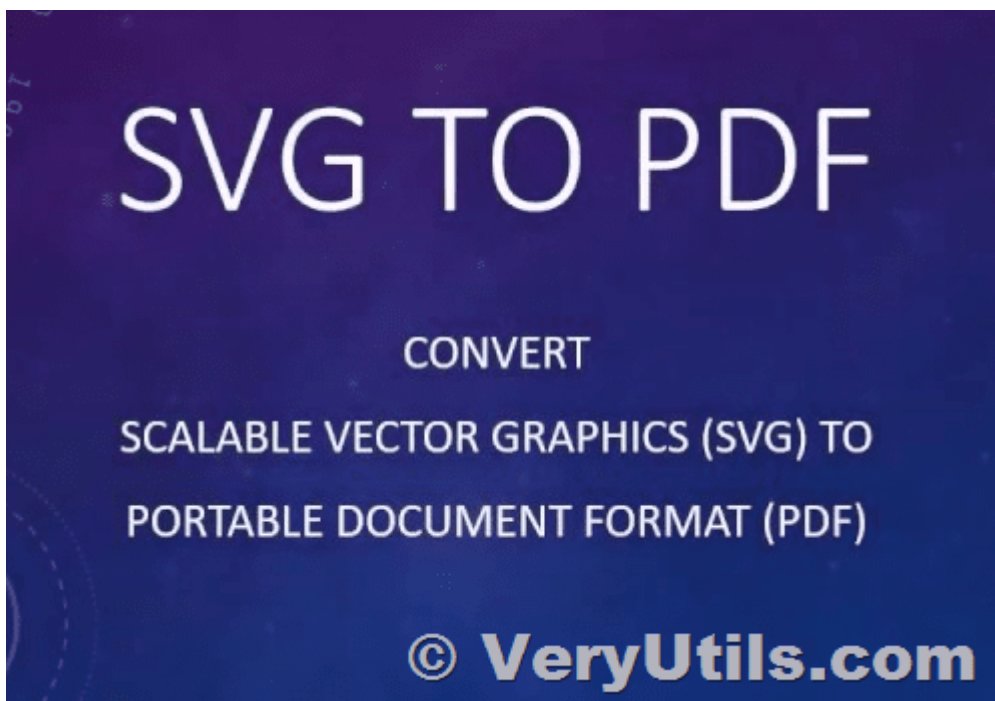 SVG TO PDF
CONVERT
SCALABLE VECTOR GRAPHICS (SVG) TO
PORTABLE DOCUMENT FORMAT (PDF)
© VeryUtils.com